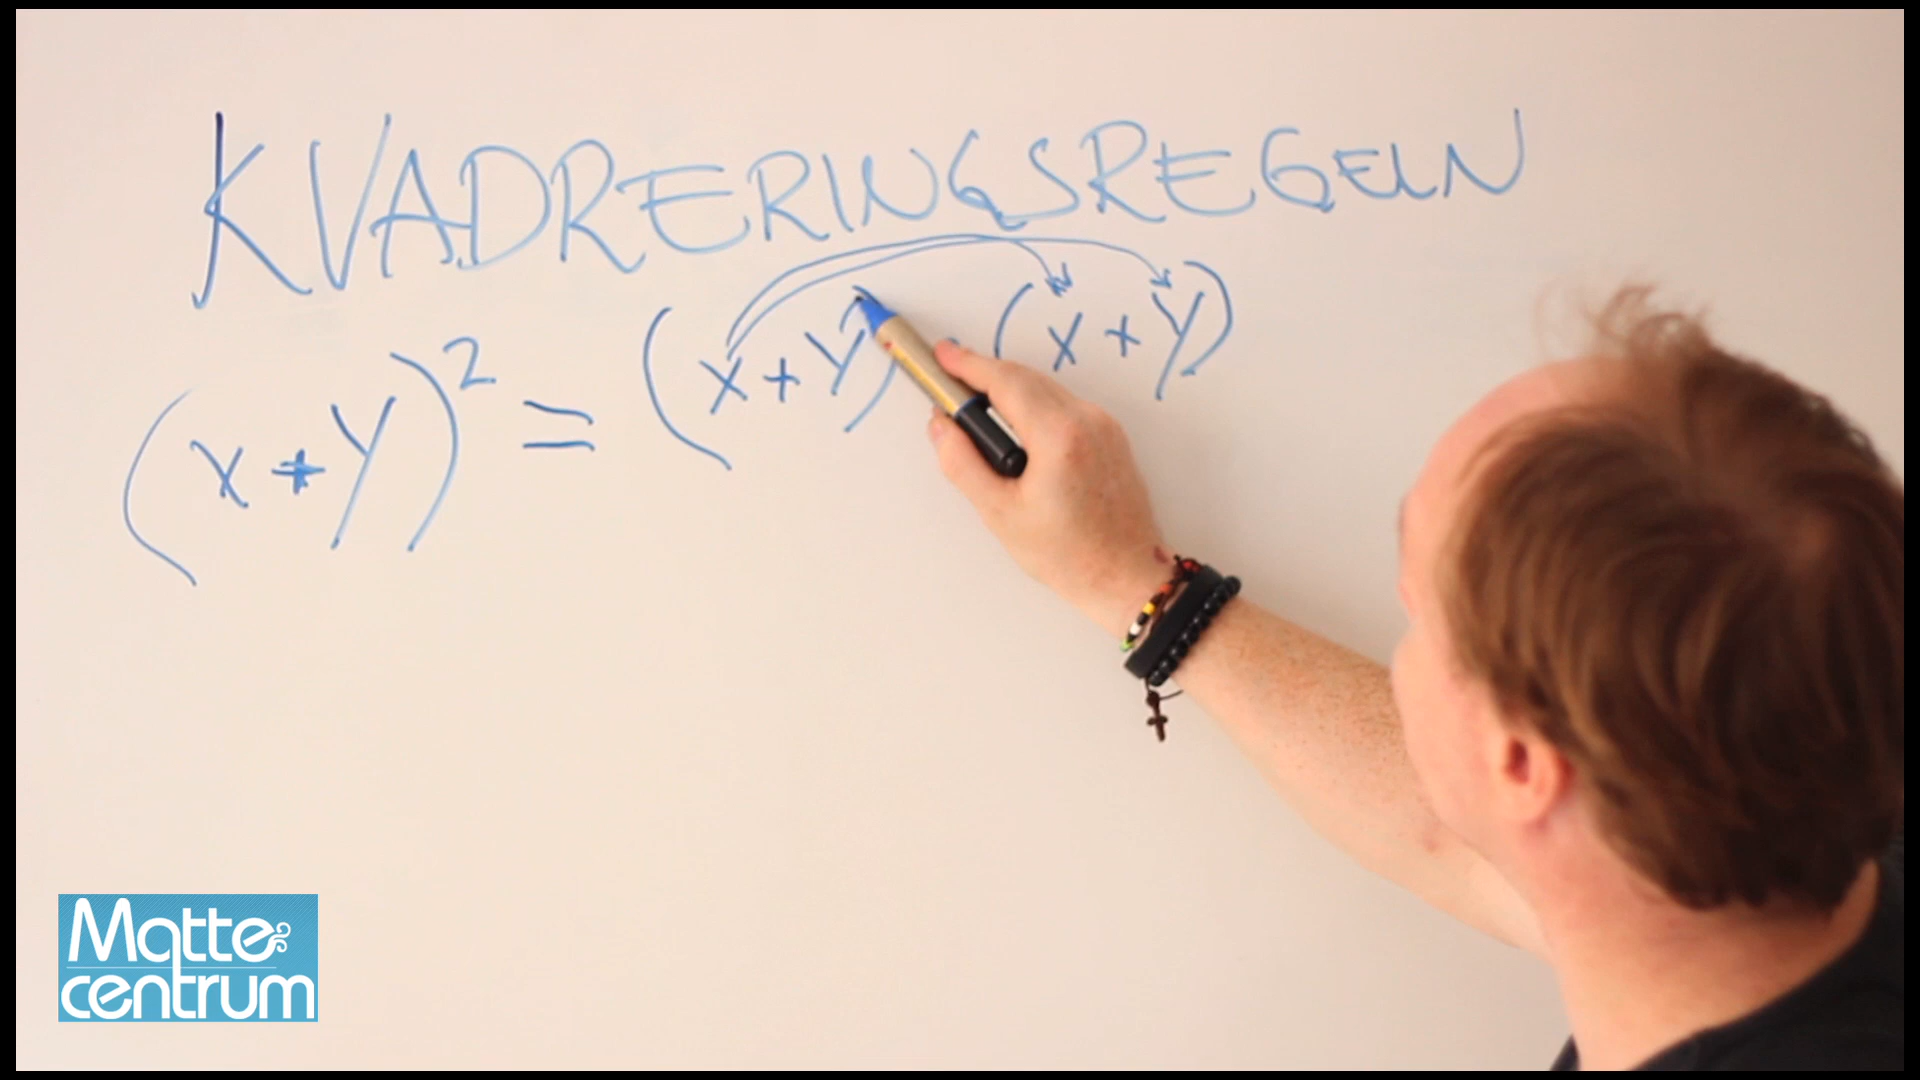 KVADRERINGSREGELN
(x+y)² = (x+y)·(x+y)
Matte
centrum